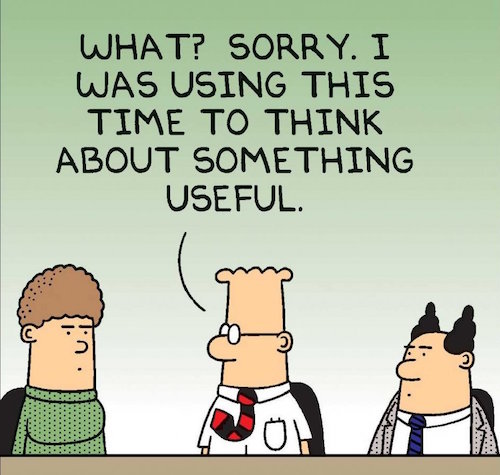 WHAT? SORRY. I
WAS USING THIS
TIME TO THINK
ABOUT SOMETHING
USEFUL.